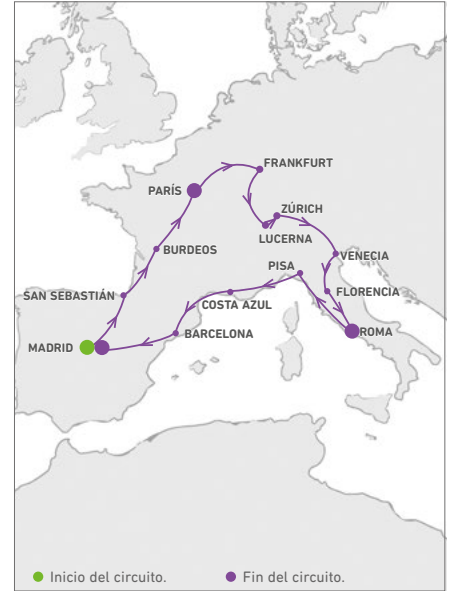 FRANKFURT
PARÍS
ZÚRICH
LUCERNA
BURDEOS
VENECIA
PISA
SAN SEBASTIÁN
FLORENCIA
COSTA AZUL
ROMA
BARCELONA
MADRID
Inicio del circuito.
Fin del circuito.